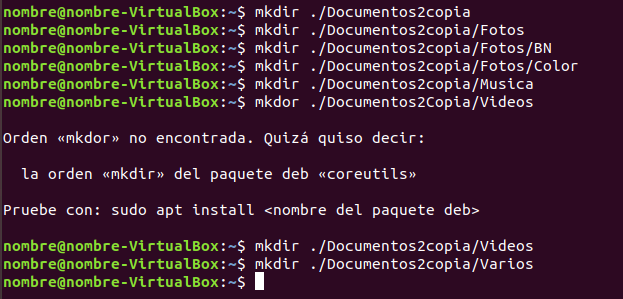 nombre@nombre-VirtualBox:~$ mkdir ./Documentos2copia
nombre@nombre-VirtualBox:~$ mkdir ./Documentos2copia/Fotos
nombre@nombre-VirtualBox:~$ mkdir ./Documentos2copia/Fotos/BN
nombre@nombre-VirtualBox:~$ mkdir ./Documentos2copia/Fotos/Color
nombre@nombre-VirtualBox:~$ mkdir ./Documentos2copia/Musica
nombre@nombre-VirtualBox:~$ mkdor ./Documentos2Copia/Videos
Orden «mkdor» no encontrada. Quizá quiso decir:
la orden «mkdir» del paquete deb «coreutils»
Pruebe con: sudo apt install <nombre del paquete deb>
nombre@nombre-VirtualBox:~$ mkdir ./Documentos2copia/Videos
nombre@nombre-VirtualBox:~$ mkdir ./Documentos2copia/Varios
nombre@nombre-VirtualBox:~$